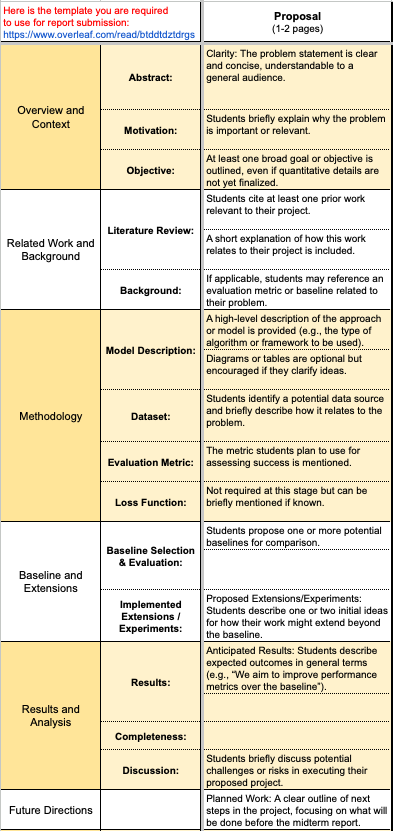 Here is the template you are required
to use for report submission:
https://www.overleaf.com/read/btddtdztdrgs
Proposal
(1-2 pages)
Overview and
Context
Abstract:
Clarity: The problem statement is clear
and concise, understandable to a
general audience.
Motivation:
Students briefly explain why the problem
is important or relevant.
Objective:
At least one broad goal or objective is
outlined, even if quantitative details are
not yet finalized.
Related Work and
Background
Literature Review:
Students cite at least one prior work
relevant to their project.
A short explanation of how this work
relates to their project is included.
Background:
If applicable, students may reference an
evaluation metric or baseline related to
their problem.
Methodology
Model Description:
A high-level description of the approach
or model is provided (e.g., the type of
algorithm or framework to be used).
Diagrams or tables are optional but
encouraged if they clarify ideas.
Dataset:
Students identify a potential data source
and briefly describe how it relates to the
problem.
Evaluation Metric:
The metric students plan to use for
assessing success is mentioned.
Loss Function:
Not required at this stage but can be
briefly mentioned if known.
Baseline and
Extensions
Baseline Selection
& Evaluation:
Students propose one or more potential
baselines for comparison.
Implemented
Extensions /
Experiments:
Proposed Extensions/Experiments:
Students describe one or two initial ideas
for how their work might extend beyond
the baseline.
Results and
Analysis
Results:
Anticipated Results: Students describe
expected outcomes in general terms
(e.g., “We aim to improve performance
metrics over the baseline”).
Completeness:
Discussion:
Students briefly discuss potential
challenges or risks in executing their
proposed project.
Future Directions
Planned Work: A clear outline of next
steps in the project, focusing on what will
be done before the midterm report.